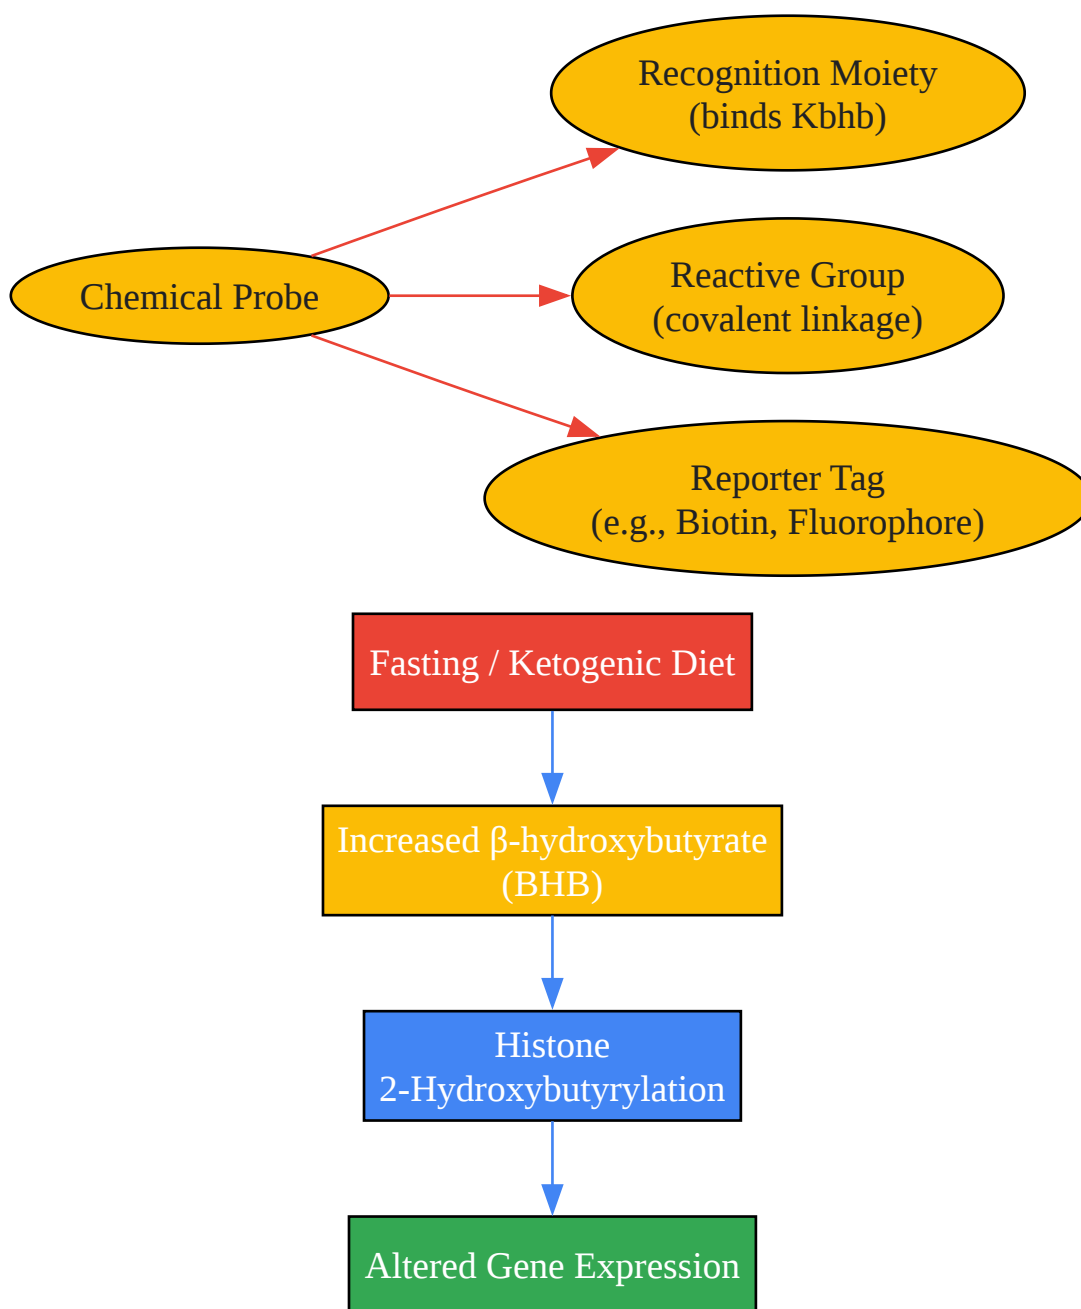 Recognition Moiety
(binds Kbhb)
Chemical Probe
Reactive Group
(covalent linkage)
Reporter Tag
(e.g., Biotin, Fluorophore)
Fasting / Ketogenic Diet
Increased β-hydroxybutyrate
(BHB)
Histone
2-Hydroxybutyrylation
Altered Gene Expression